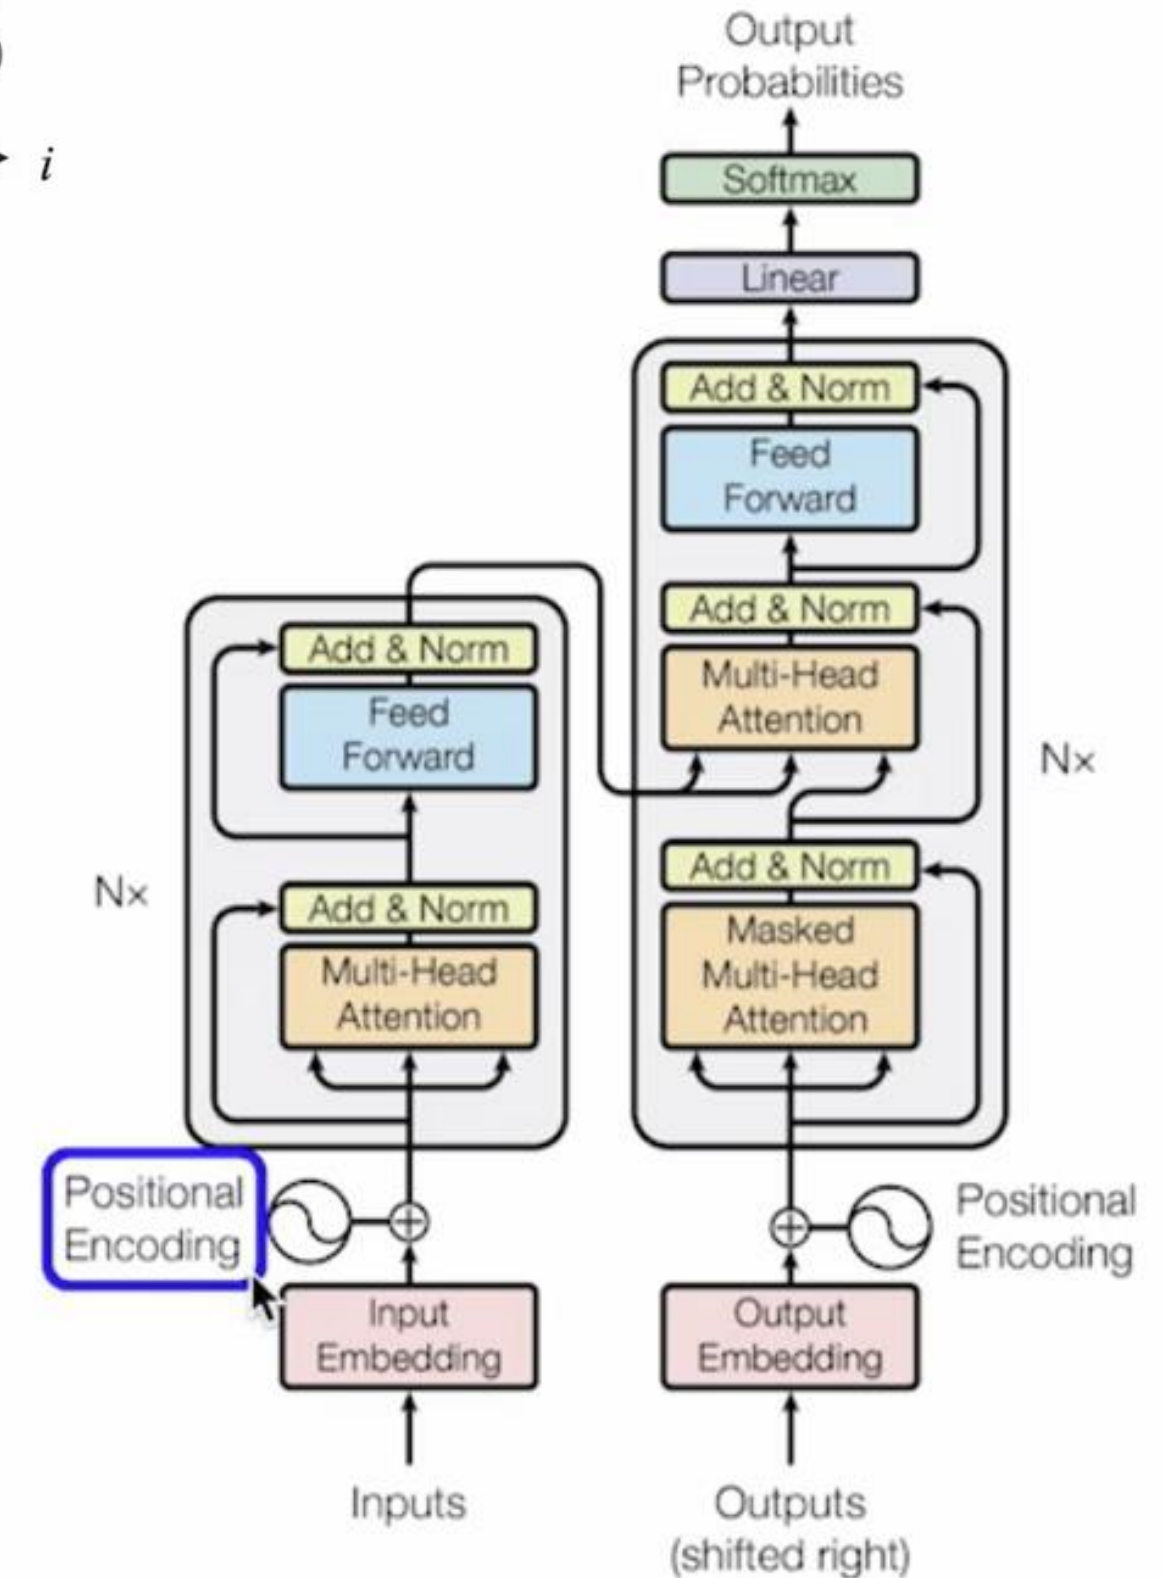 i
Output
Probabilities
Softmax
Linear
Add & Norm
Feed
Forward
Add & Norm
Multi-Head
Attention
Nx
Add & Norm
Masked
Multi-Head
Attention
Add & Norm
Feed
Forward
Nx
Add & Norm
Multi-Head
Attention
Positional
Encoding
Positional
Encoding
Input
Embedding
Output
Embedding
Inputs
Outputs
(shifted right)